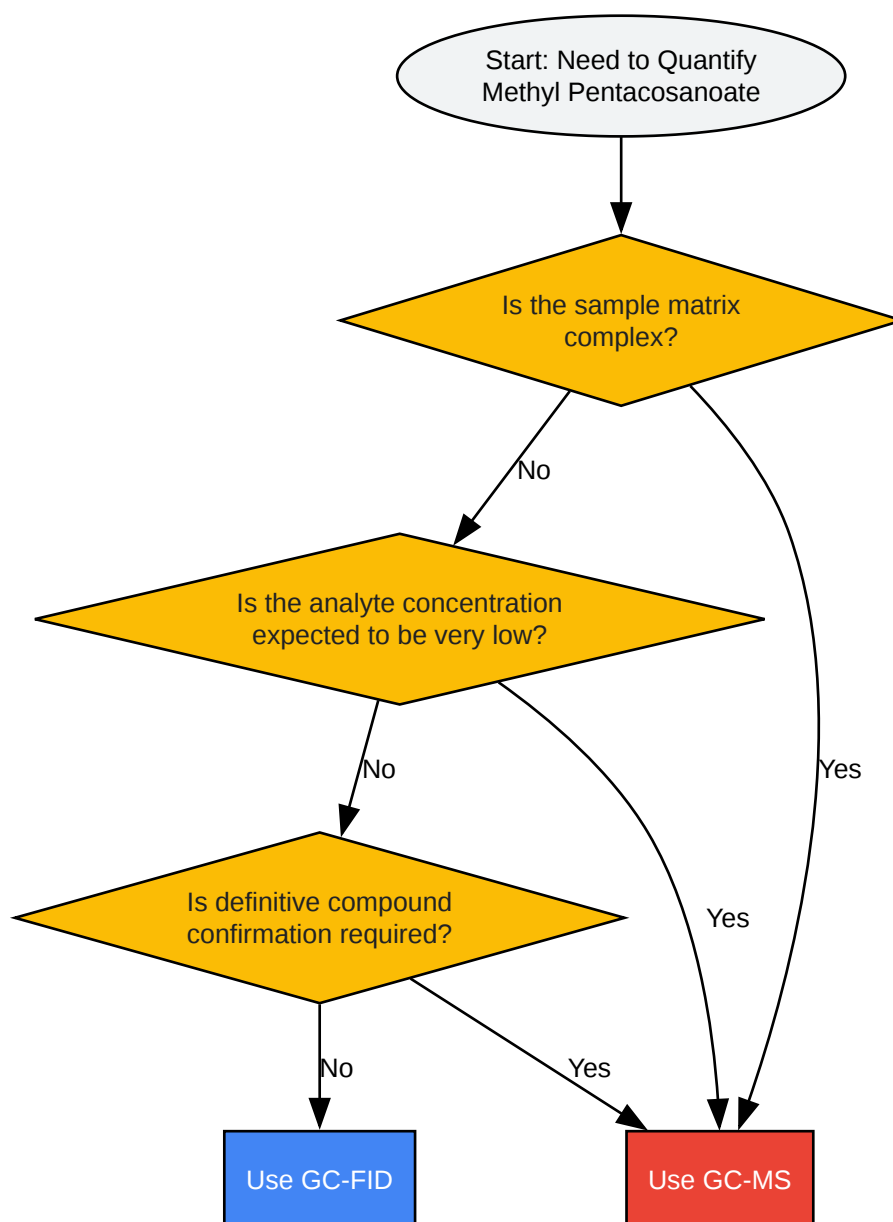 Start: Need to Quantify
Methyl Pentacosanoate
Is the sample matrix
complex?
No
Is the analyte concentration
expected to be very low?
No
Yes
Is definitive compound
confirmation required?
Yes
No
Yes
Use GC-FID
Use GC-MS